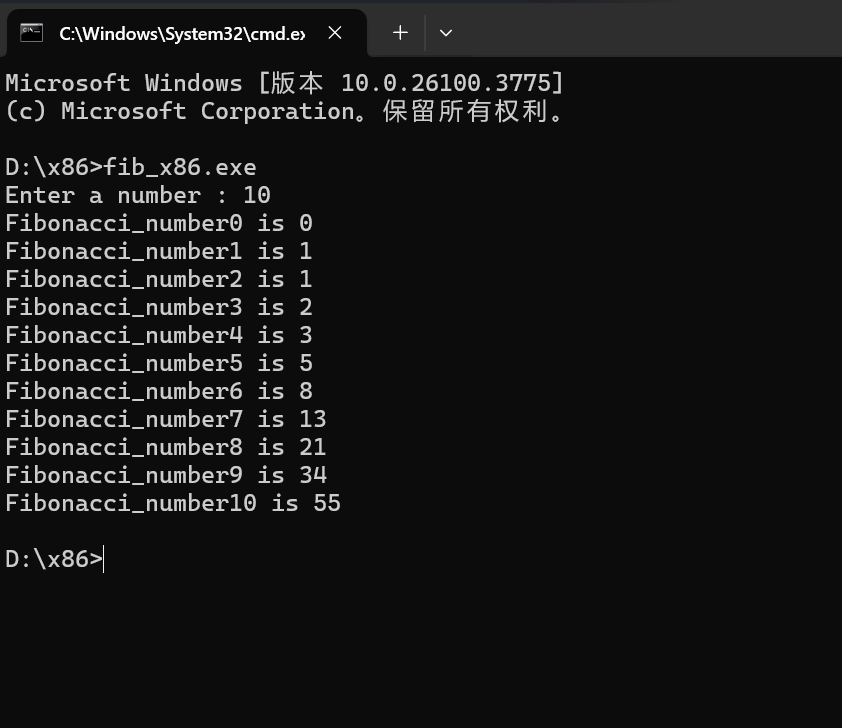 C:\Windows\System32\cmd.e
Microsoft Windows [版本 10.0.26100.3775]
(c) Microsoft Corporation。保留所有权利。
D:\x86>fib_x86.exe
Enter a number : 10
Fibonacci_number0 is 0
Fibonacci_number1 is 1
Fibonacci_number2 is 1
Fibonacci_number3 is 2
Fibonacci_number4 is 3
Fibonacci_number5 is 5
Fibonacci_number6 is 8
Fibonacci_number7 is 13
Fibonacci_number8 is 21
Fibonacci_number9 is 34
Fibonacci_number10 is 55
D:\x86>